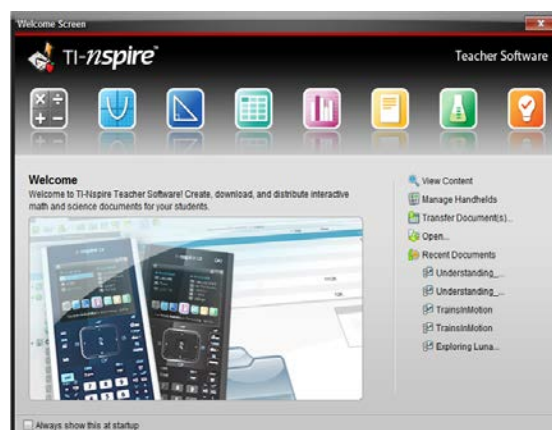 Welcome Screen
TI-nspire™
Teacher Software
Welcome
Welcome to TI-Nspire Teacher Software! Create, download, and distribute interactive
math and science documents for your students.
View Content
Manage Handhelds
Transfer Document(s)...
Open...
Recent Documents
Understanding_...
Understanding_...
TrainsInMotion
TrainsInMotion
Exploring Luna...
Always show this at startup